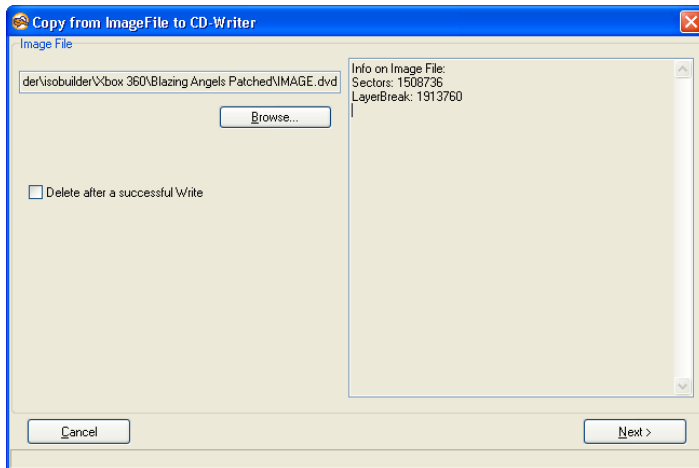 Copy from ImageFile to CD-Writer
Image File
der\isobuilder\Xbox 360\Blazing Angels Patched\IMAGE.dvd
Browse...
Delete after a successful Write
Info on Image File:
Sectors: 1508736
LayerBreak: 1913760
Cancel
Next >